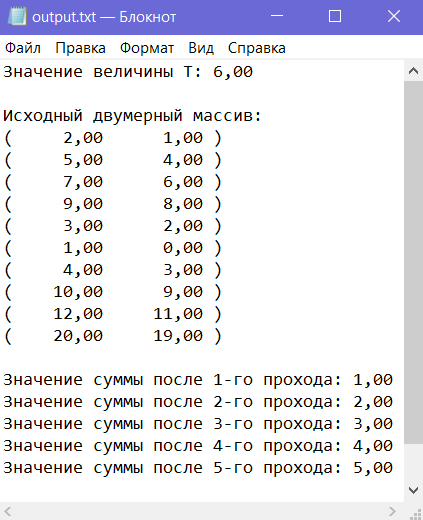 output.txt — Блокнот
Файл Правка Формат Вид Справка
Значение величины T: 6,00

Исходный двумерный массив:
(     2,00      1,00 )
(     5,00      4,00 )
(     7,00      6,00 )
(     9,00      8,00 )
(     3,00      2,00 )
(     1,00      0,00 )
(     4,00      3,00 )
(    10,00      9,00 )
(    12,00     11,00 )
(    20,00     19,00 )

Значение суммы после 1-го прохода: 1,00
Значение суммы после 2-го прохода: 2,00
Значение суммы после 3-го прохода: 3,00
Значение суммы после 4-го прохода: 4,00
Значение суммы после 5-го прохода: 5,00